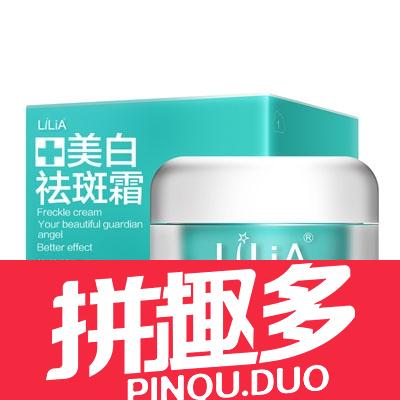 LiLiA
美白
祛斑霜
Freckle cream
Your beautiful guardian
angel
Better effect
1
LiLiA®
拼趣多
PINQU.DUO